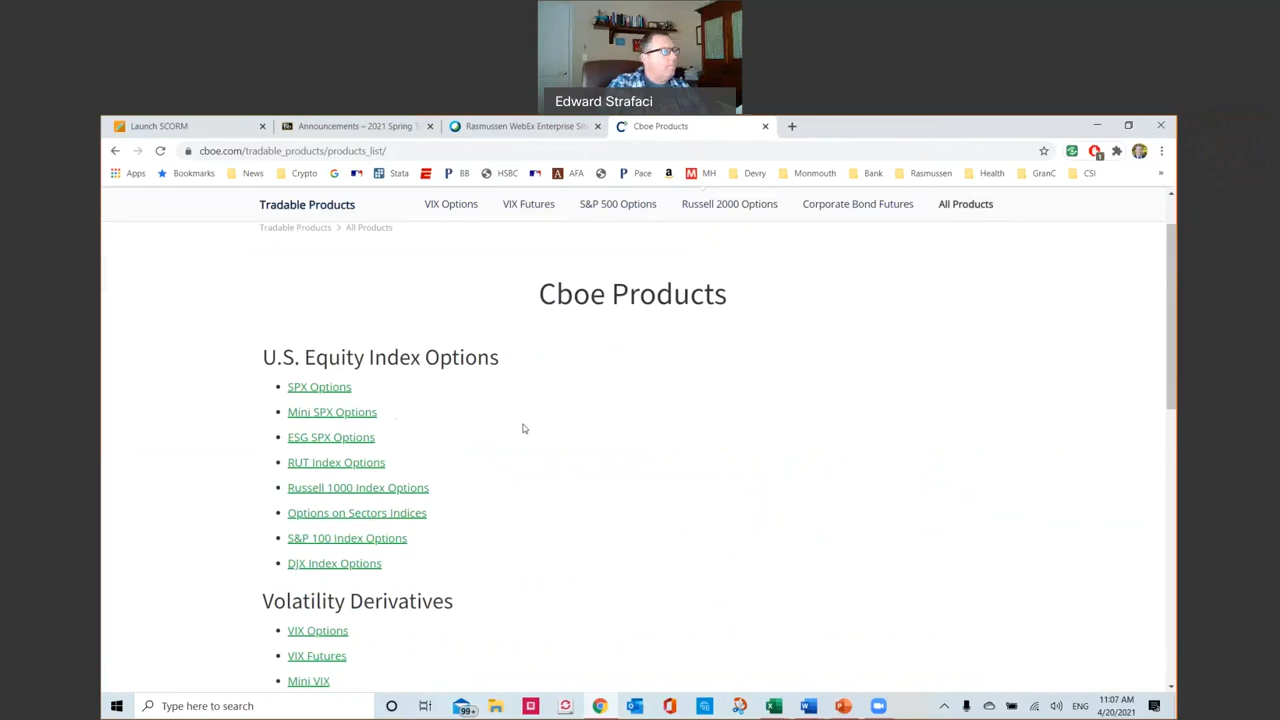 Edward Strafaci
Launch SCORM
Announcements – 2021 Spring T
Rasmussen WebEx Enterprise Sit
Cboe Products
cboe.com/tradable_products/products_list/
Apps
Bookmarks
News
Crypto
Stata
BB
HSBC
AFA
Pace
MH
Devry
Monmouth
Bank
Rasmussen
Health
GranC
CSI
»
Tradable Products
VIX Options
VIX Futures
S&P 500 Options
Russell 2000 Options
Corporate Bond Futures
All Products
Tradable Products > All Products
Cboe Products
U.S. Equity Index Options
SPX Options
Mini SPX Options
ESG SPX Options
RUT Index Options
Russell 1000 Index Options
Options on Sectors Indices
S&P 100 Index Options
DJX Index Options
Volatility Derivatives
VIX Options
VIX Futures
Mini VIX
Type here to search
99+
ENG
11:07 AM
4/20/2021